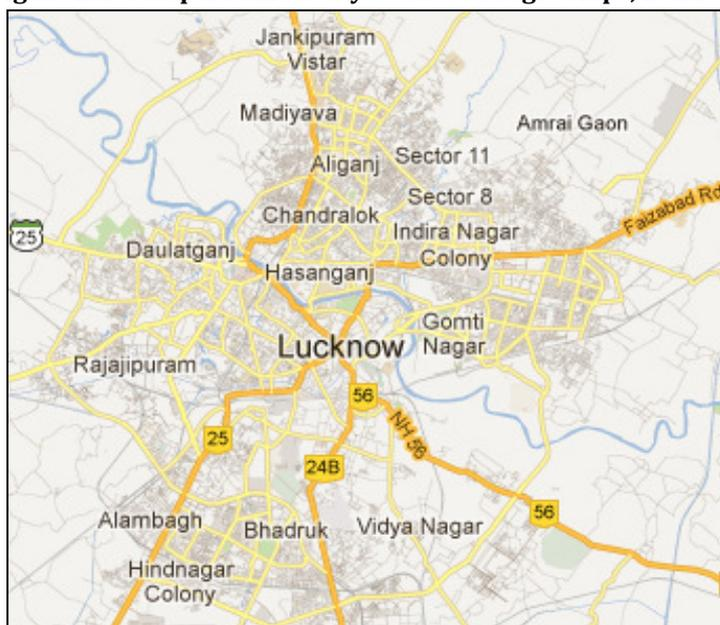 Jankipuram
Vistar
Madiyava
Amrai Gaon
Aliganj
Sector 11
Sector 8
Chandralok
Faizabad Rd
25
Indira Nagar
Colony
Daulatganj
Hasanganj
Gomti
Nagar
Lucknow
Rajajipuram
56
NH 56
25
24B
56
Alambagh
Bhadruk
Vidya Nagar
Hindnagar
Colony